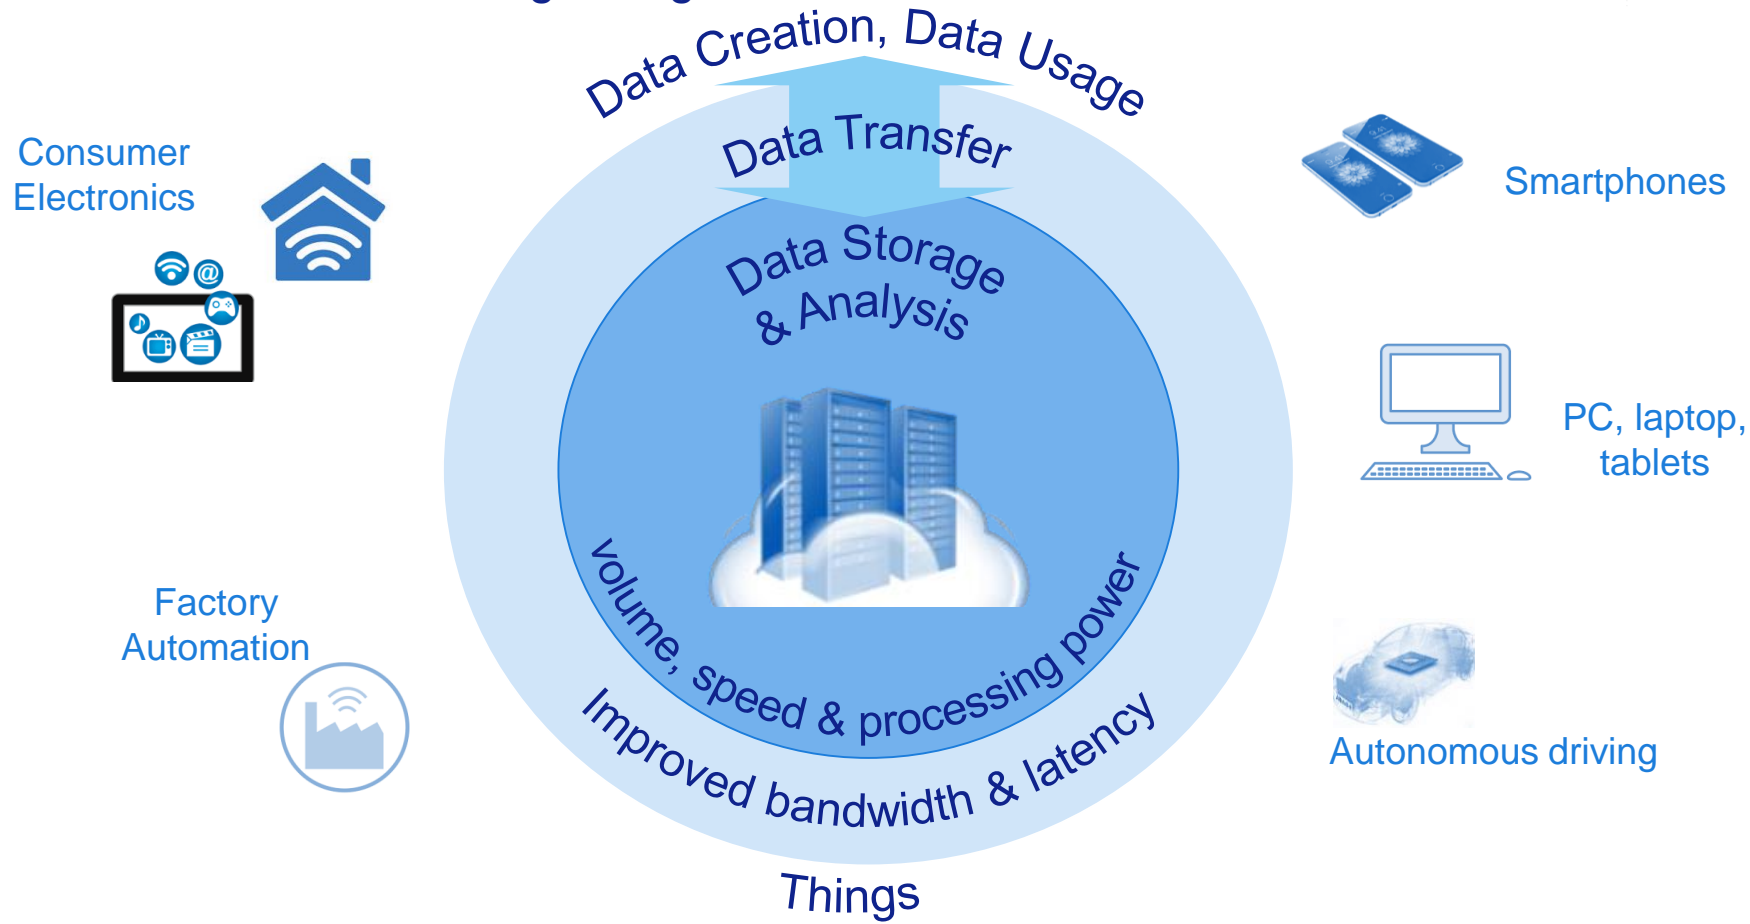 Data Creation, Data Usage
Data Transfer
Data Storage
& Analysis
volume, speed & processing power
Improved bandwidth & latency
Things
Consumer
Electronics
@
Factory
Automation
Smartphones
PC, laptop,
tablets
Autonomous driving